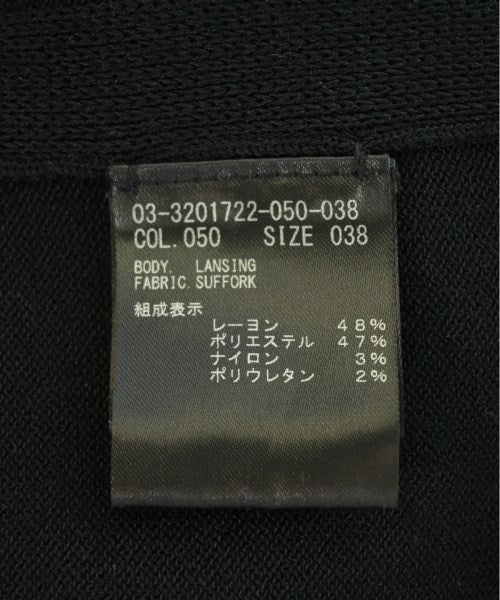 03-3201722-050-038
COL.050 SIZE 038
BODY. LANSING
FABRIC.SUFFORK
組成表示
レーヨン 48%
ポリエステル 47%
ナイロン 3%
ポリウレタン 2%